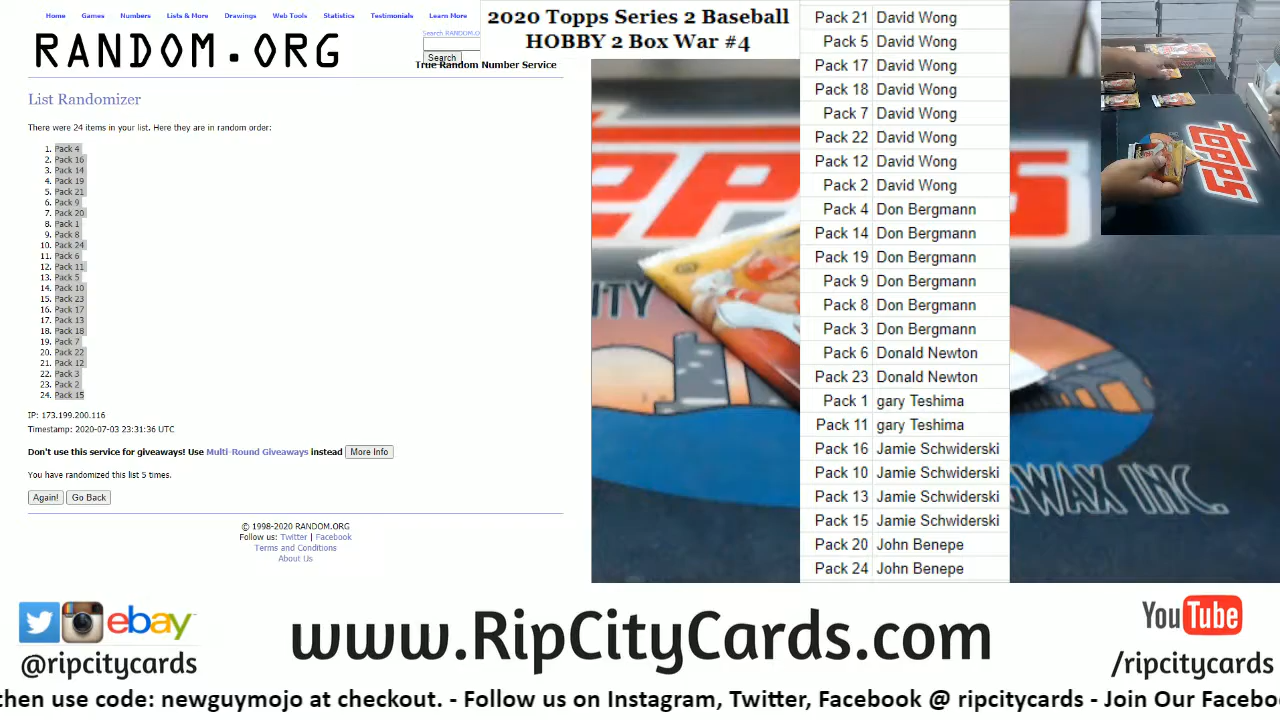 Home Games Numbers Lists & More Drawings Web Tools Statistics Testimonials Learn More
RANDOM.ORG
Search RANDOM.O
Search
True Random Number Service
List Randomizer
There were 24 items in your list. Here they are in random order:
1. Pack 4
2. Pack 16
3. Pack 14
4. Pack 19
5. Pack 21
6. Pack 9
7. Pack 20
8. Pack 1
9. Pack 8
10. Pack 24
11. Pack 6
12. Pack 11
13. Pack 5
14. Pack 10
15. Pack 23
16. Pack 17
17. Pack 13
18. Pack 18
19. Pack 7
20. Pack 22
21. Pack 12
22. Pack 3
23. Pack 2
24. Pack 15
IP: 173.199.200.116
Timestamp: 2020-07-03 23:31:36 UTC
Don't use this service for giveaways! Use Multi-Round Giveaways instead More Info
You have randomized this list 5 times.
Again! Go Back
© 1998-2020 RANDOM.ORG
Follow us: Twitter | Facebook
Terms and Conditions
About Us
2020 Topps Series 2 Baseball
HOBBY 2 Box War #4
Pack 21 David Wong
Pack 5 David Wong
Pack 17 David Wong
Pack 18 David Wong
Pack 7 David Wong
Pack 22 David Wong
Pack 12 David Wong
Pack 2 David Wong
Pack 4 Don Bergmann
Pack 14 Don Bergmann
Pack 19 Don Bergmann
Pack 9 Don Bergmann
Pack 8 Don Bergmann
Pack 3 Don Bergmann
Pack 6 Donald Newton
Pack 23 Donald Newton
Pack 1 gary Teshima
Pack 11 gary Teshima
Pack 16 Jamie Schwiderski
Pack 10 Jamie Schwiderski
Pack 13 Jamie Schwiderski
Pack 15 Jamie Schwiderski
Pack 20 John Benepe
Pack 24 John Benepe
topps
ITY
GWAX INC.
ebay
@ripcitycards
www.RipCityCards.com
YouTube
/ripcitycards
then use code: newguymojo at checkout. - Follow us on Instagram, Twitter, Facebook @ ripcitycards - Join Our Facebo